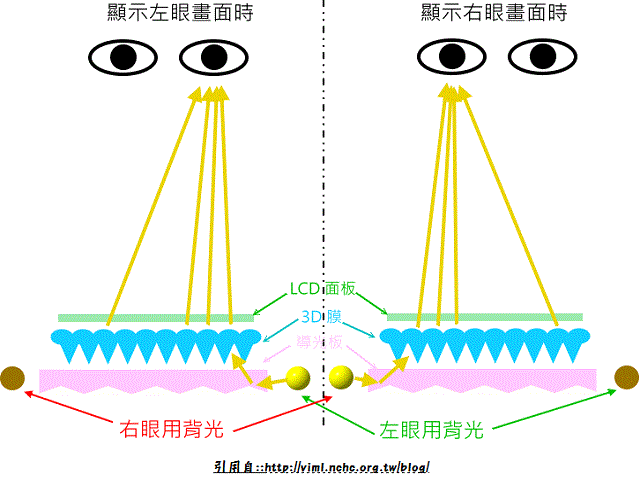 顯示左眼畫面時
顯示右眼畫面時
LCD 面板
3D 膜
導光板
右眼用背光
左眼用背光
引用自::http://viml.nchc.org.tw/blog/